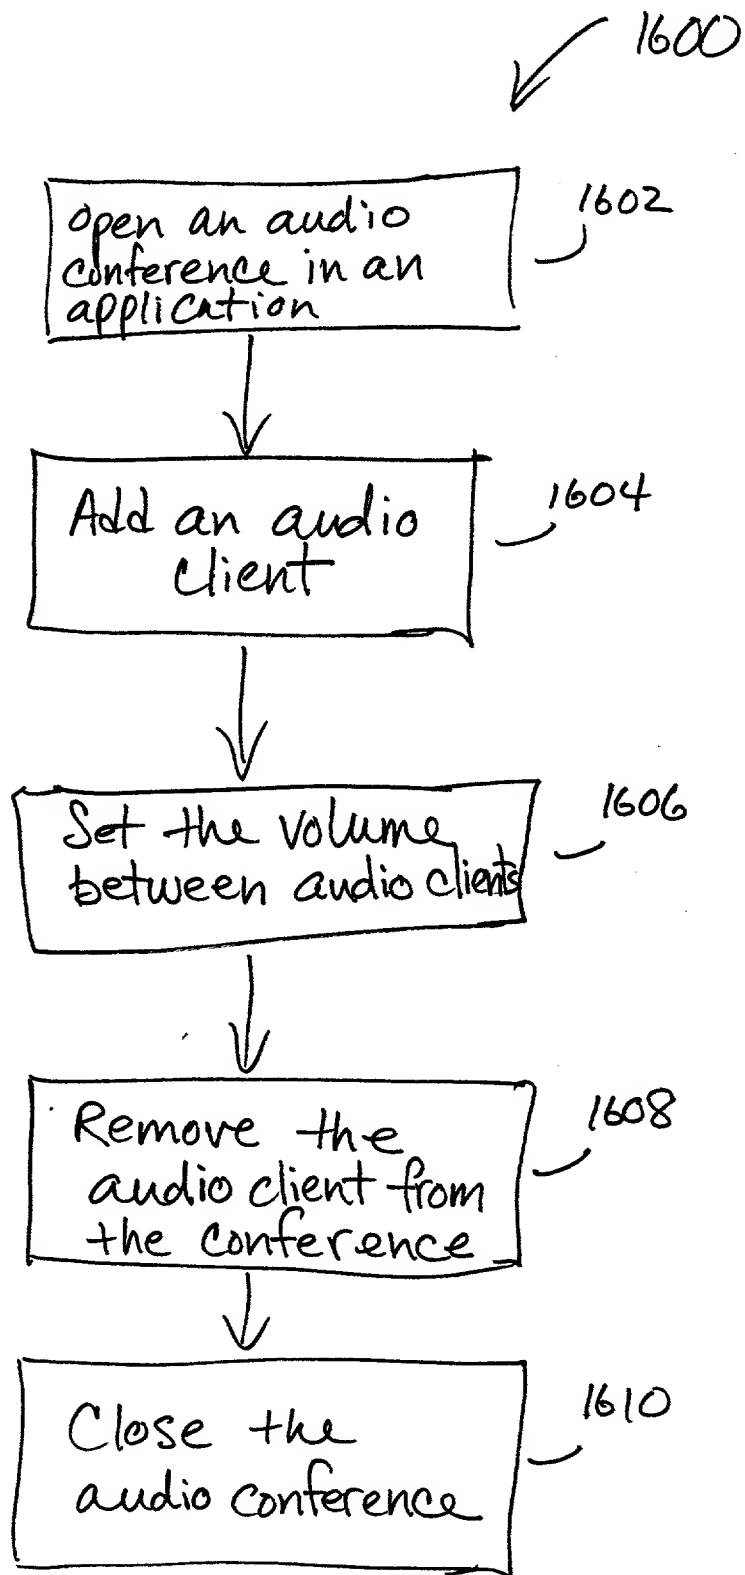 1600
open an audio
conference in an
application
1602
Add an audio
client
1604
Set the volume
between audio clients
1606
Remove the
audio client from
the conference
1608
Close the
audio conference
1610